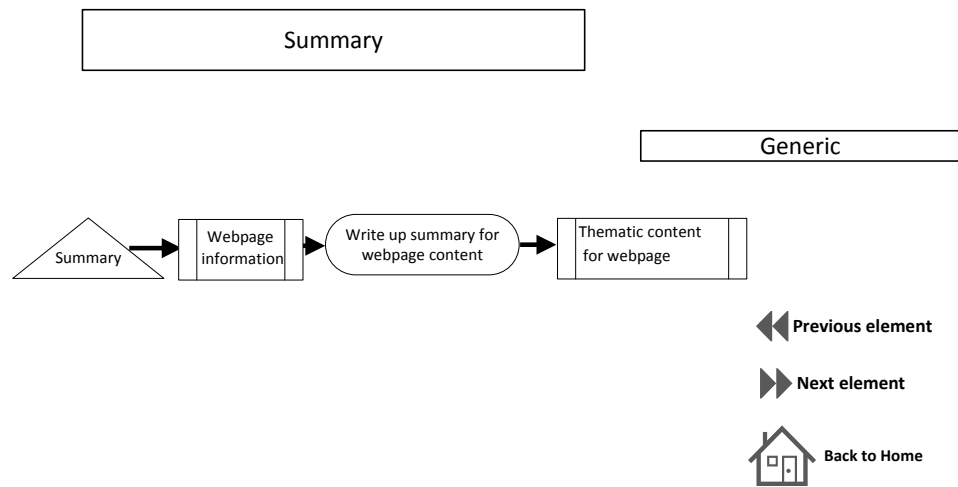 Summary
Generic
Summary
Webpage
information
Write up summary for
webpage content
Thematic content
for webpage
Previous element
Next element
Back to Home